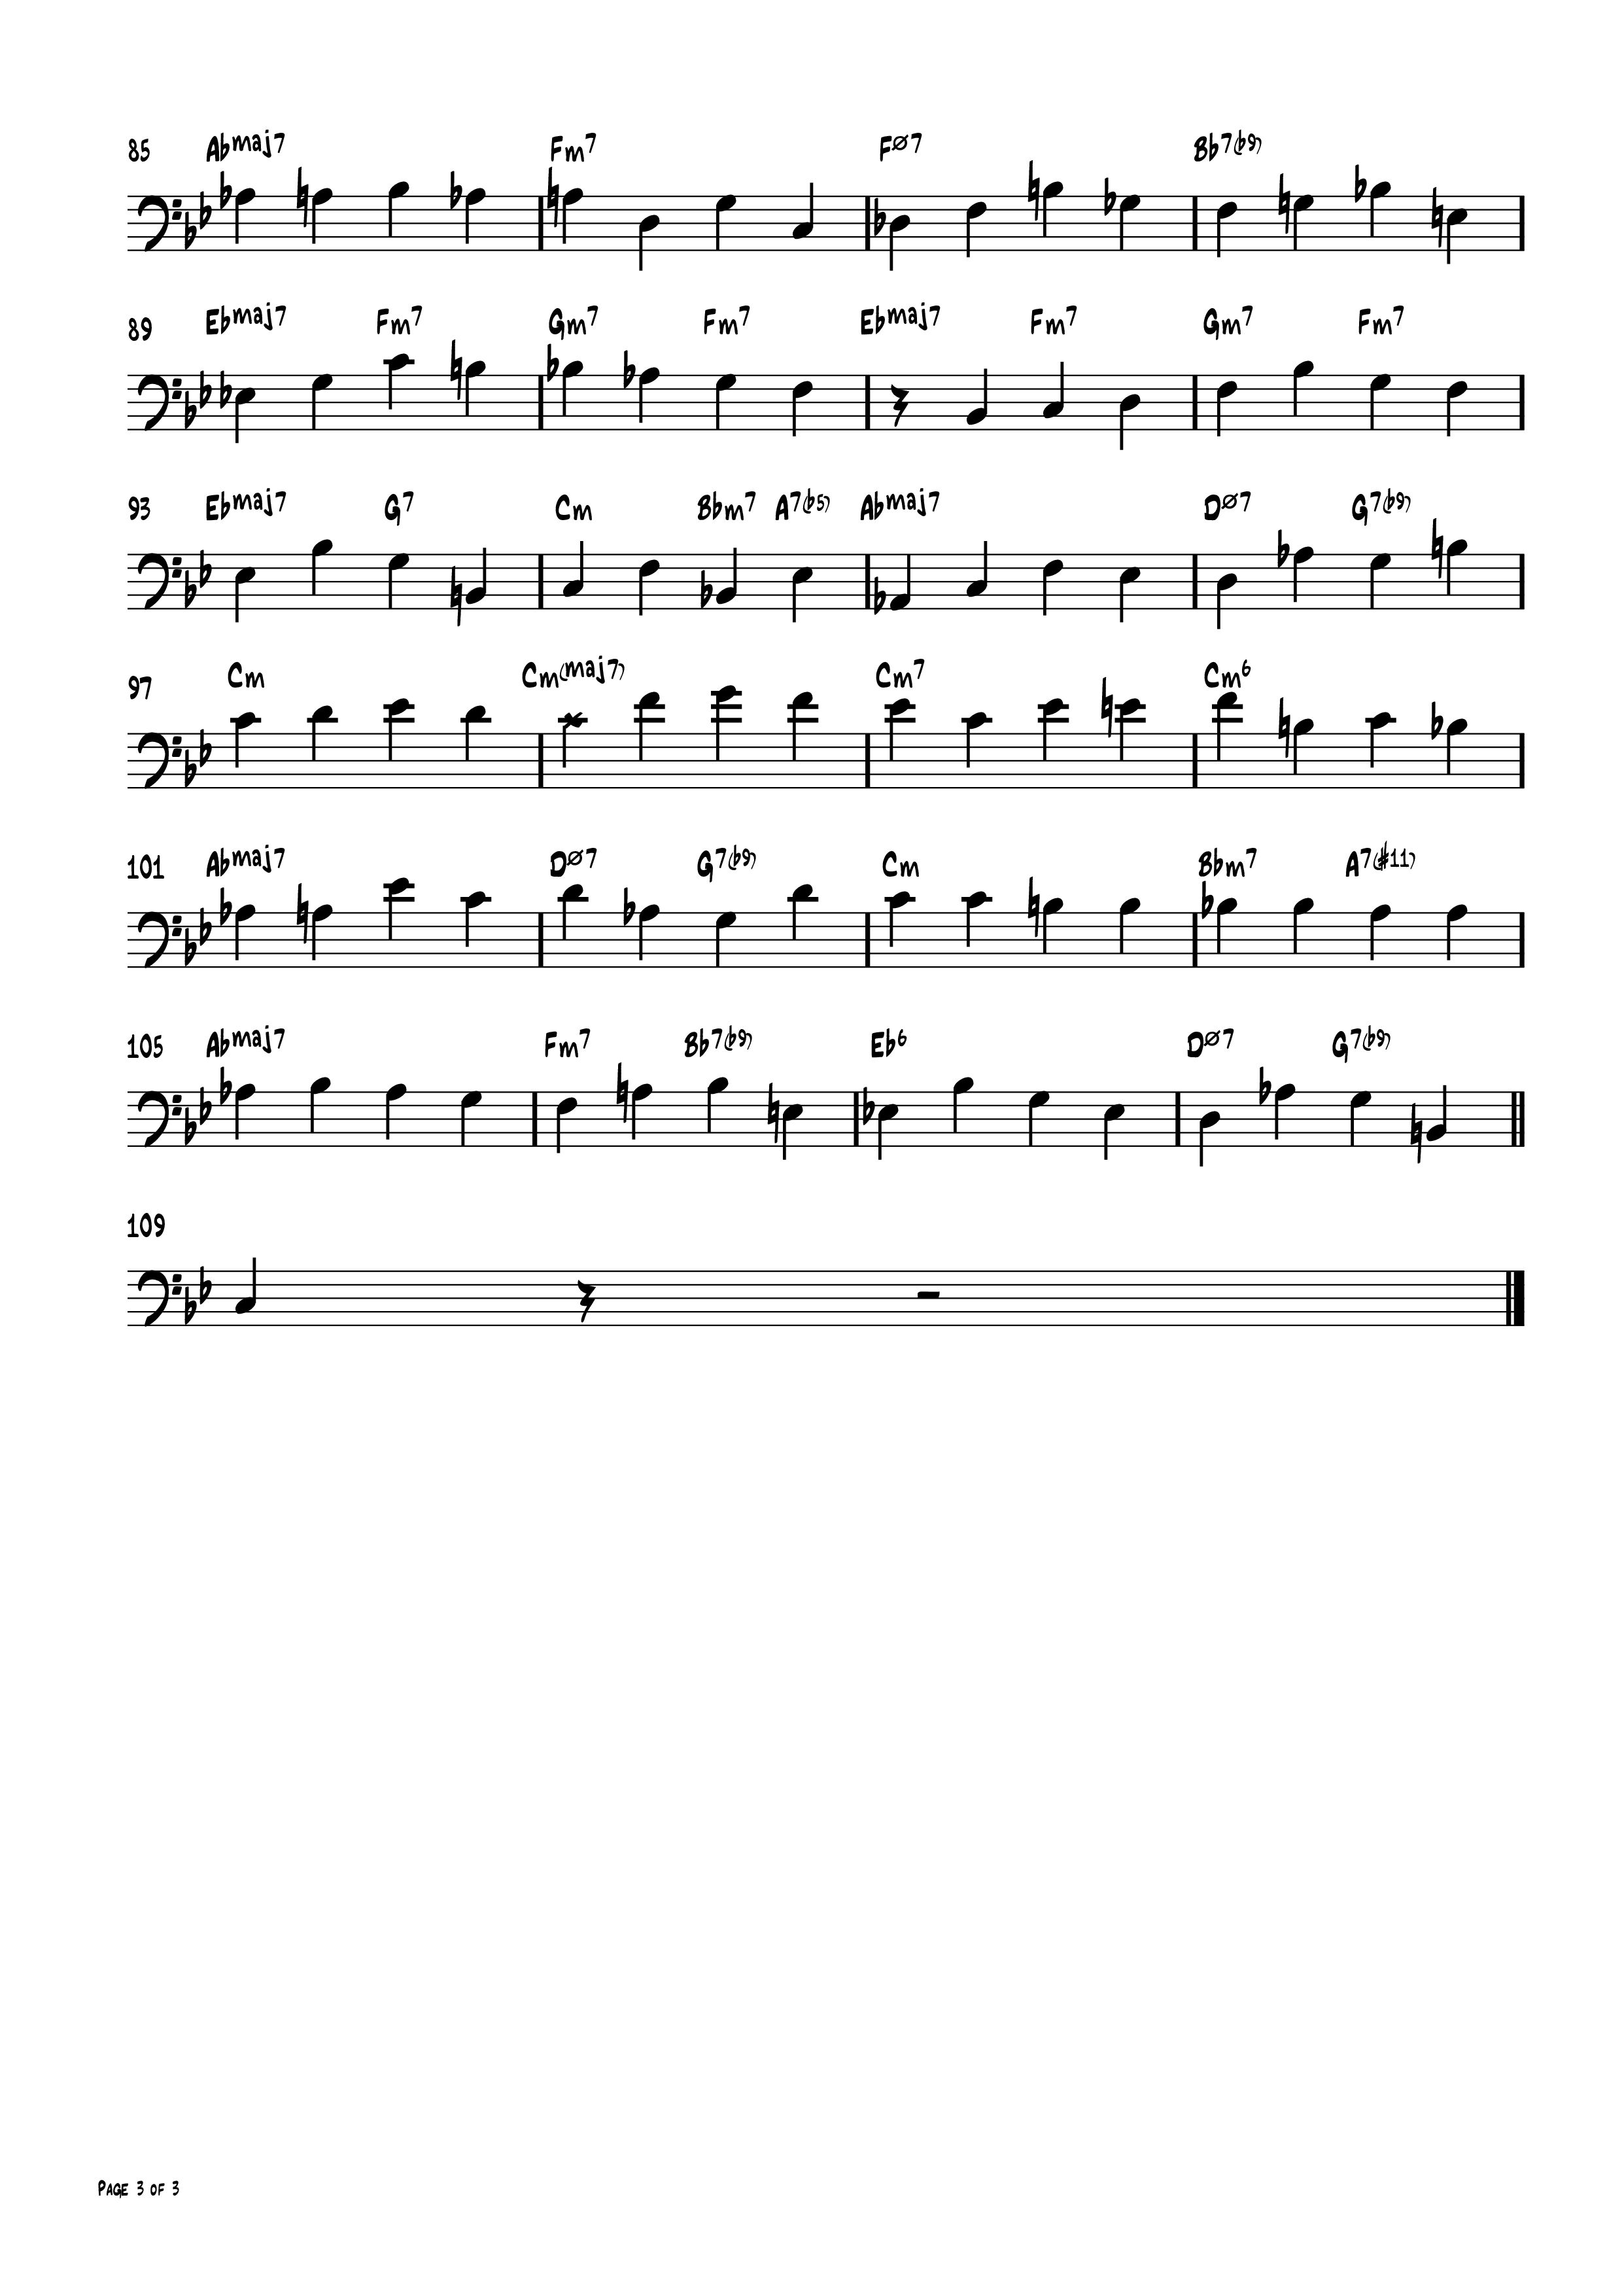 85 Abmaj7 Fm7 Fø7 Bb7(b9)
89 Ebmaj7 Fm7 Gm7 Fm7 Ebmaj7 Fm7 Gm7 Fm7
93 Ebmaj7 G7 Cm Bbm7 A7(b5) Abmaj7 Dø7 G7(b9)
97 Cm Cm(maj7) Cm7 Cm6
101 Abmaj7 Dø7 G7(b9) Cm Bbm7 A7(#11)
105 Abmaj7 Fm7 Bb7(b9) Eb6 Dø7 G7(b9)
109
Page 3 of 3